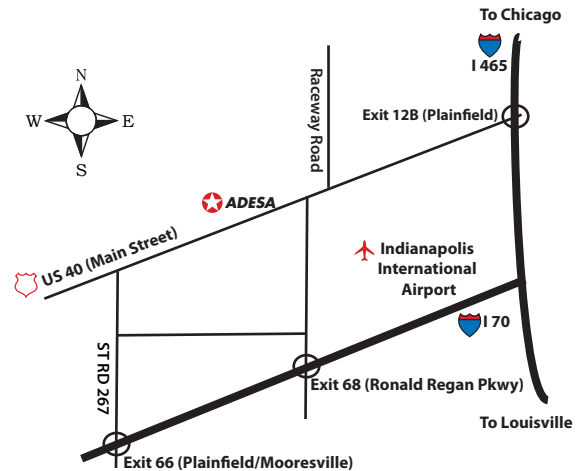 To Chicago
I 465
N
W
E
S
Exit 12B (Plainfield)
Raceway Road
ADESA
US 40 (Main Street)
Indianapolis
International
Airport
I 70
ST RD 267
Exit 68 (Ronald Regan Pkwy)
To Louisville
Exit 66 (Plainfield/Mooresville)